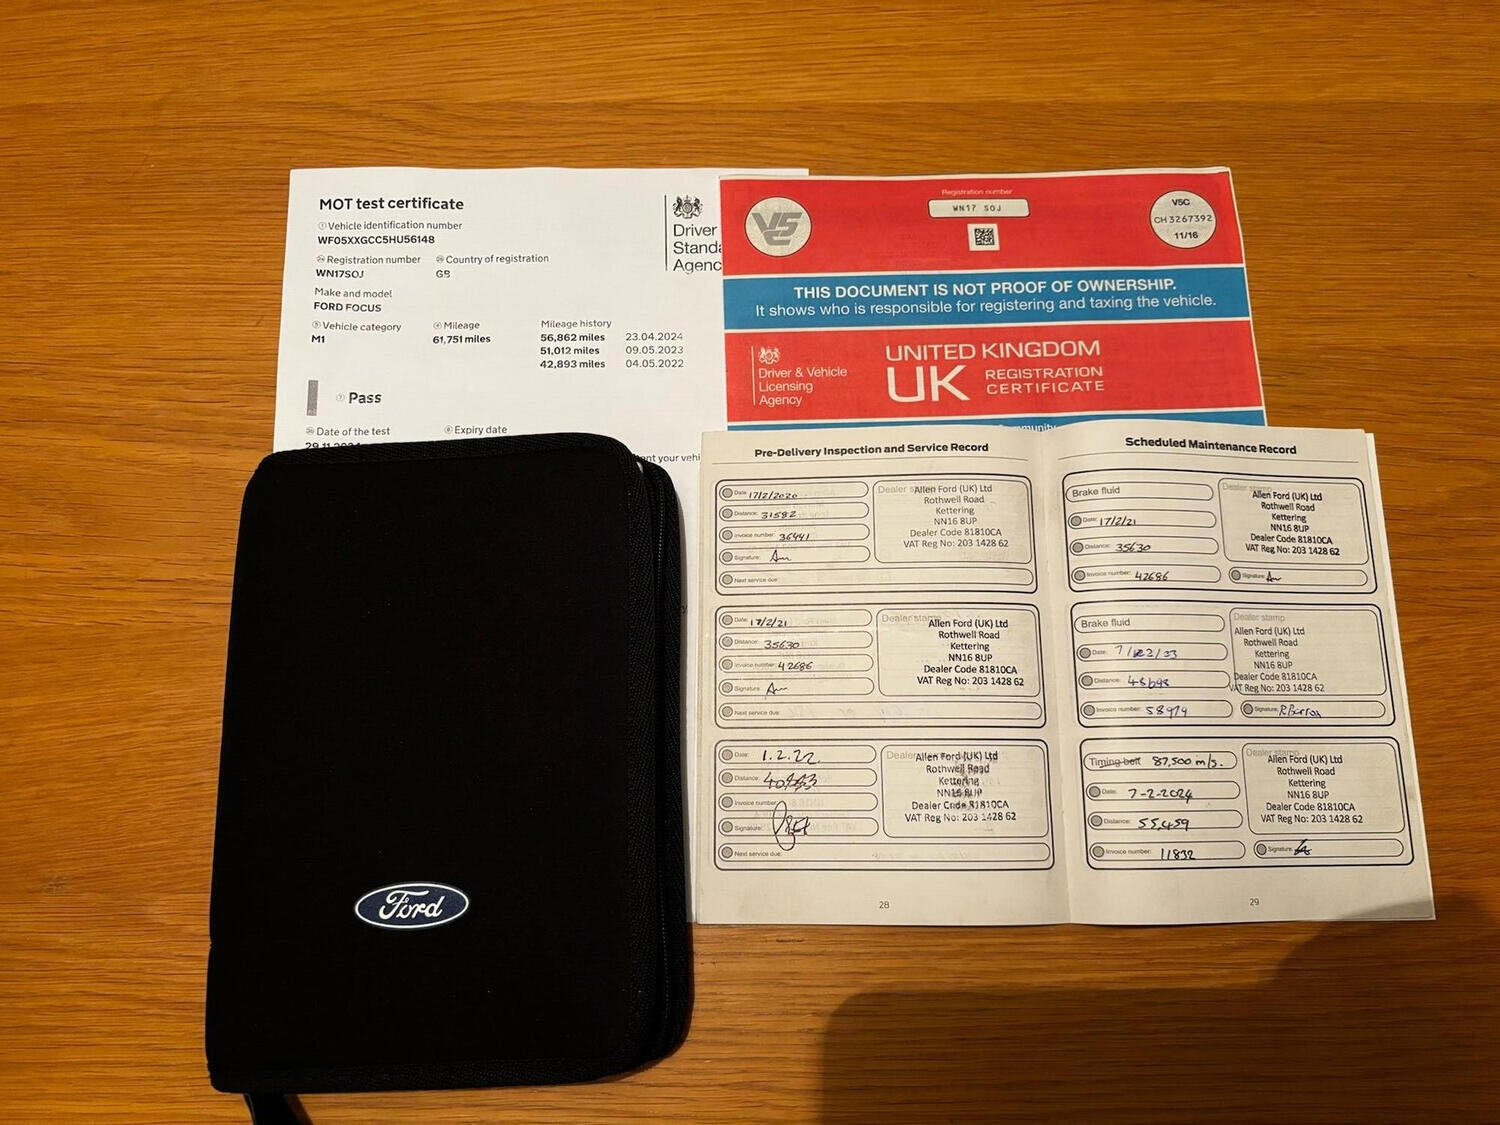 MOT test certificate
Vehicle identification number
WF05XXGCC5HU56148
Registration number
Country of registration
WN17SOJ
GB
Make and model
FORD FOCUS
Vehicle category
Mileage
Mileage history
M1
61,751 miles
56,862 miles 23.04.2024
51,012 miles 09.05.2023
42,893 miles 04.05.2022
Pass
Date of the test
Expiry date
29.11.2024
Driver
Standa
Agenc
ent your vehi
V5C
Registration number
WN17 SOJ
V5C
CH 3267392
11/16
THIS DOCUMENT IS NOT PROOF OF OWNERSHIP.
It shows who is responsible for registering and taxing the vehicle.
Driver & Vehicle
Licensing
Agency
UNITED KINGDOM
UK REGISTRATION
CERTIFICATE
Community
Pre-Delivery Inspection and Service Record
Date: 17/2/2020
Distance: 31582
Invoice number: 36441
Signature:
Next service due:
Allen Ford (UK) Ltd
Rothwell Road
Kettering
NN16 8UP
Dealer Code 81810CA
VAT Reg No: 203 1428 62
Date: 17/2/21
Distance: 35630
Invoice number: 42686
Signature:
Next service due:
Allen Ford (UK) Ltd
Rothwell Road
Kettering
NN16 8UP
Dealer Code 81810CA
VAT Reg No: 203 1428 62
Date: 1.2.22
Distance:
Invoice number:
Signature:
Next service due:
Allen Ford (UK) Ltd
Rothwell Road
Kettering
NN16 8UP
Dealer Code 81810CA
VAT Reg No: 203 1428 62
28
Scheduled Maintenance Record
Brake fluid
Date: 17/2/21
Distance: 35630
Invoice number: 42686
Dealer stamp
Allen Ford (UK) Ltd
Rothwell Road
Kettering
NN16 8UP
Dealer Code 81810CA
VAT Reg No: 203 1428 62
Signature:
Brake fluid
Date:
Distance:
Invoice number: 58979
Dealer stamp
Allen Ford (UK) Ltd
Rothwell Road
Kettering
NN16 8UP
Dealer Code 81810CA
VAT Reg No: 203 1428 62
Signature:
Timing belt 87,500 m/s.
Date: 7-2-2024
Distance: 55,459
Invoice number: 11832
Dealer stamp
Allen Ford (UK) Ltd
Rothwell Road
Kettering
NN16 8UP
Dealer Code 81810CA
VAT Reg No: 203 1428 62
Signature:
29
Ford